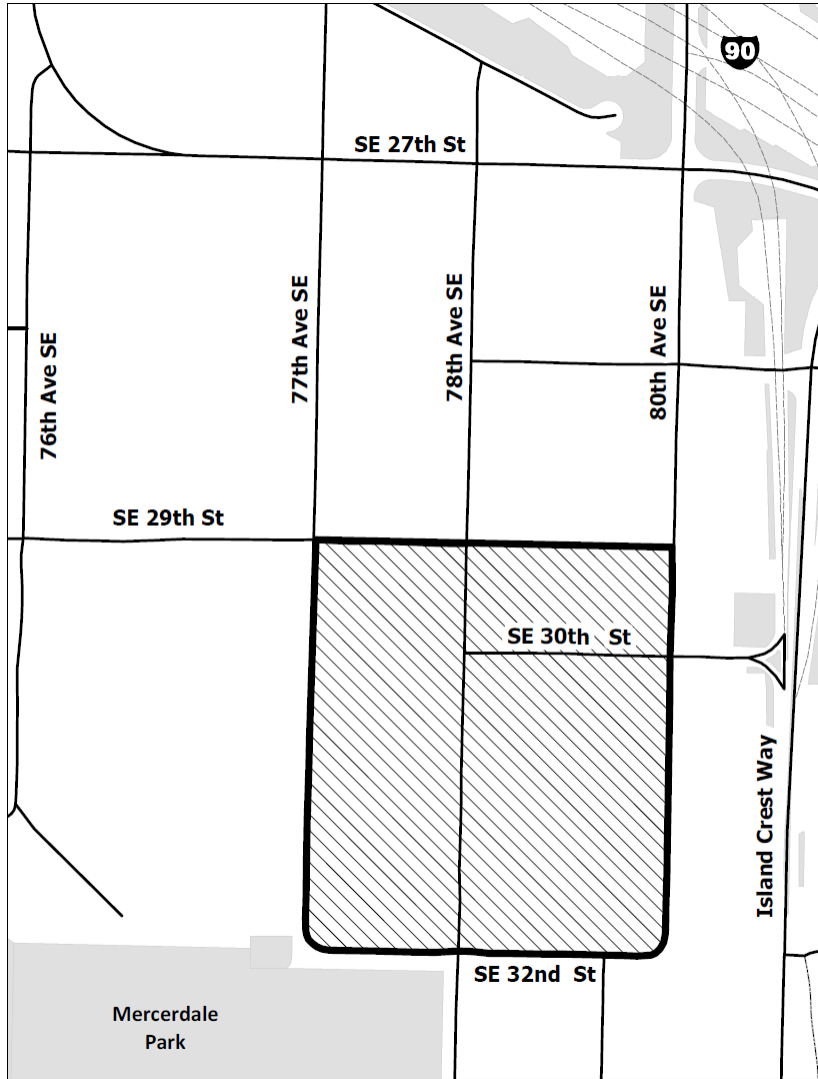 90
SE 27th St
77th Ave SE
78th Ave SE
80th Ave SE
76th Ave SE
SE 29th St
SE 30th St
Island Crest Way
SE 32nd St
Mercerdale
Park